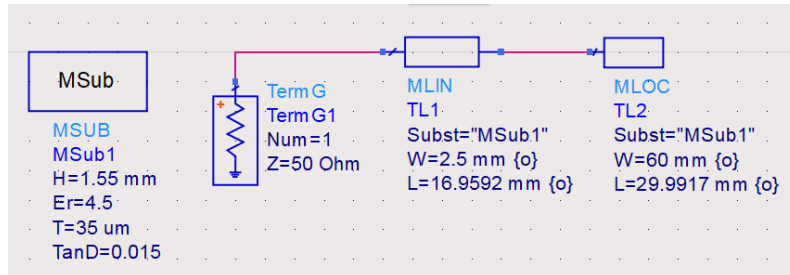 MSub
MSUB
MSub1
H=1.55 mm
Er=4.5
T=35 um
TanD=0.015
+
TermG
TermG1
Num=1
Z=50 Ohm
MLIN
TL1
Subst="MSub1"
W=2.5 mm {o}
L=16.9592 mm {o}
MLOC
TL2
Subst="MSub1"
W=60 mm {o}
L=29.9917 mm {o}